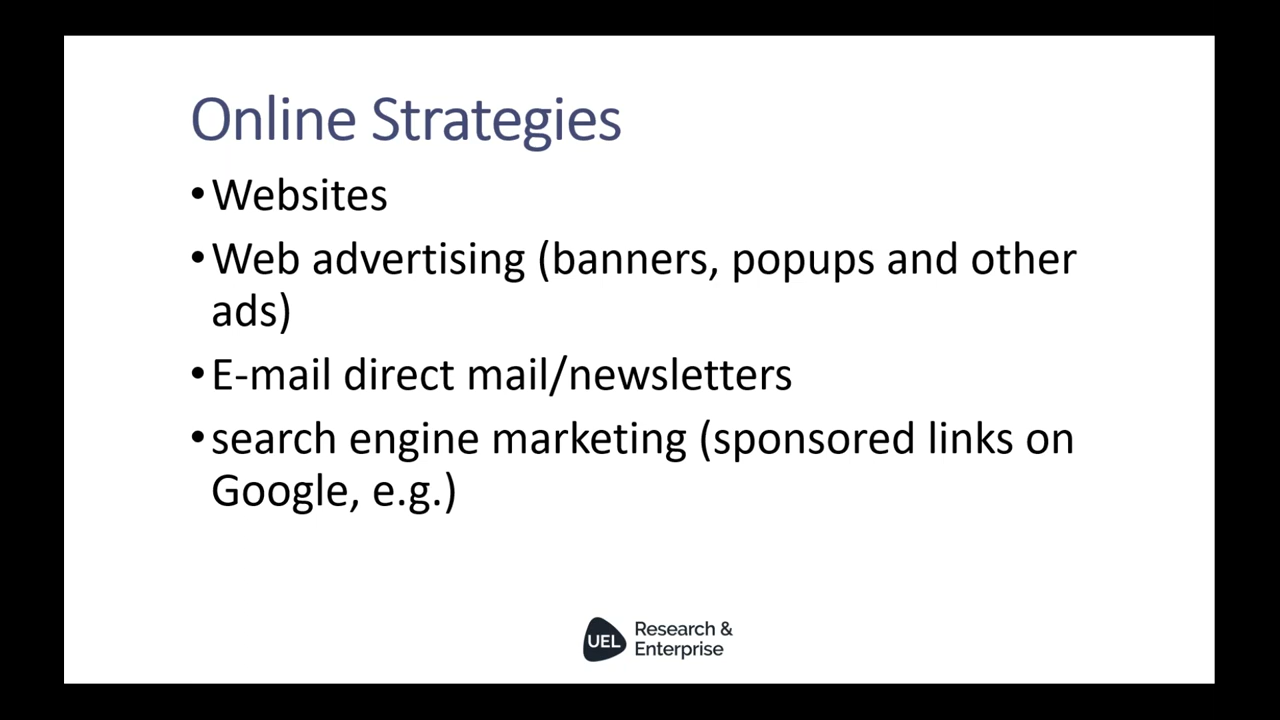 Online Strategies
•Websites
•Web advertising (banners, popups and other
ads)
•E-mail direct mail/newsletters
•search engine marketing (sponsored links on
Google, e.g.)
UEL
Research &
Enterprise